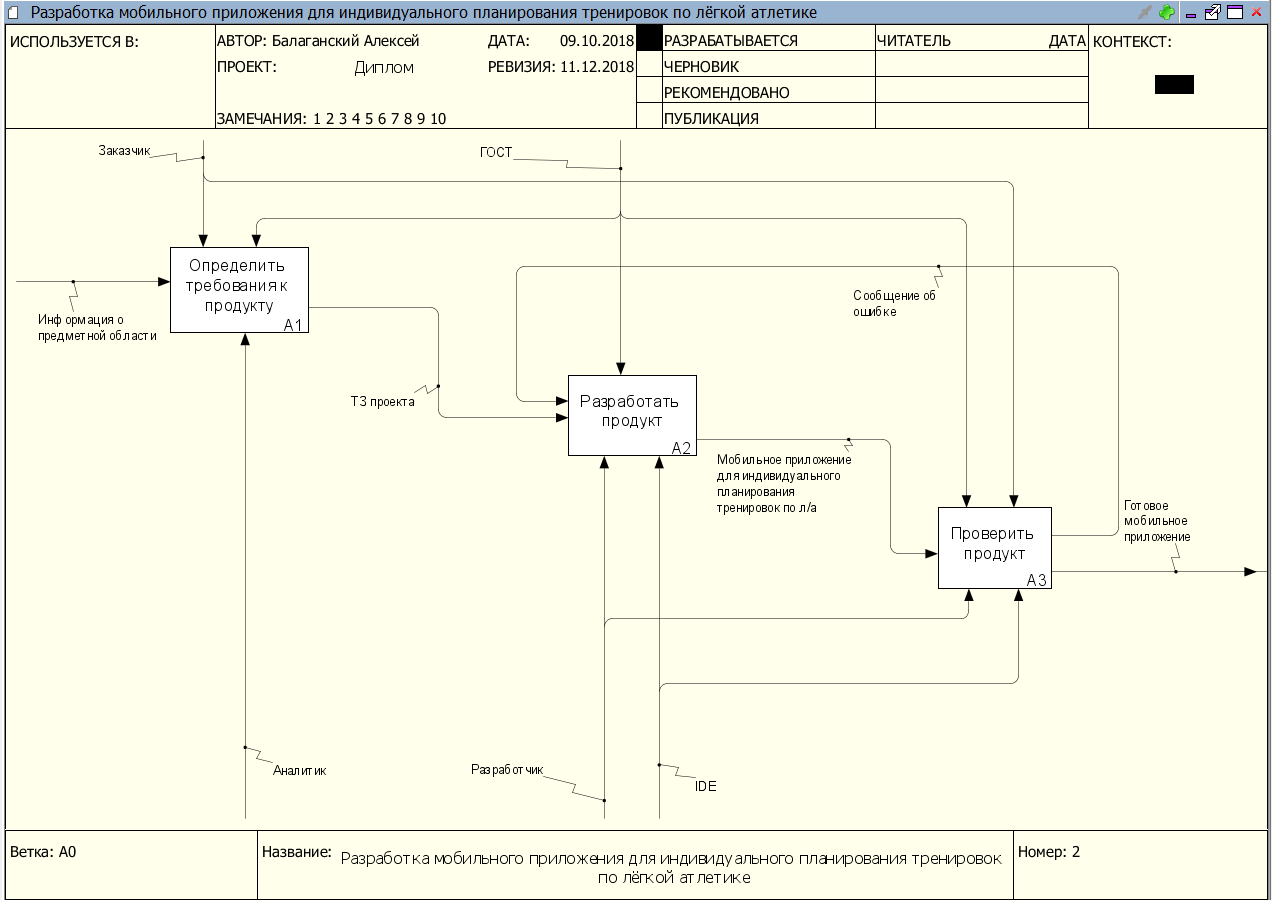 Разработка мобильного приложения для индивидуального планирования тренировок по лёгкой атлетике
ИСПОЛЬЗУЕТСЯ В:
АВТОР: Балаганский Алексей
ДАТА: 09.10.2018
ПРОЕКТ: Диплом
РЕВИЗИЯ: 11.12.2018
ЗАМЕЧАНИЯ: 1 2 3 4 5 6 7 8 9 10
РАЗРАБАТЫВАЕТСЯ
ЧЕРНОВИК
РЕКОМЕНДОВАНО
ПУБЛИКАЦИЯ
ЧИТАТЕЛЬ
ДАТА
КОНТЕКСТ:
Заказчик
ГОСТ
Определить
требования к
продукту
A1
Информация о
предметной области
Сообщение об
ошибке
ТЗ проекта
Разработать
продукт
A2
Мобильное приложение
для индивидуального
планирования
тренировок по л/а
Готовое
мобильное
приложение
Проверить
продукт
A3
Аналитик
Разработчик
IDE
Ветка: A0
Название:
Разработка мобильного приложения для индивидуального планирования тренировок
по лёгкой атлетике
Номер: 2